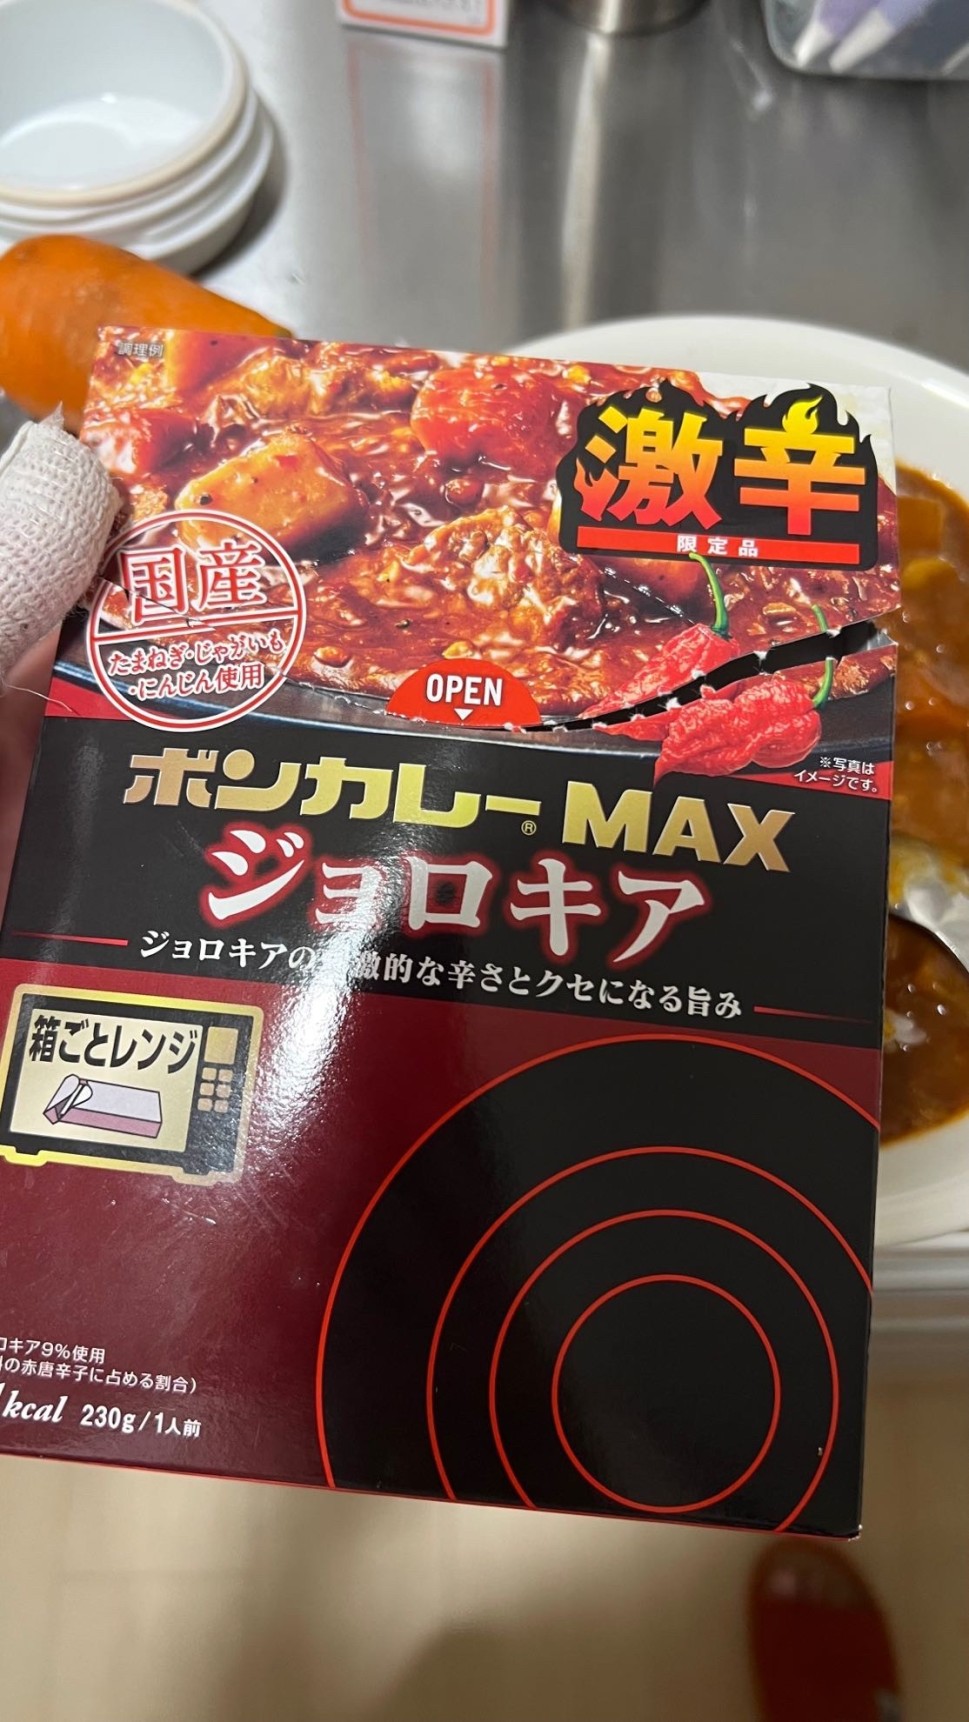 調理例
激辛
限定品
国産
たまねぎ・じゃがいも
・にんじん使用
OPEN
※写真は
イメージです。
ボンカレー® MAX
ジョロキア
ジョロキアの 激的な辛さとクセになる旨み
箱ごとレンジ
ロキア9%使用
の赤唐辛子に占める割合)
kcal 230g/1人前